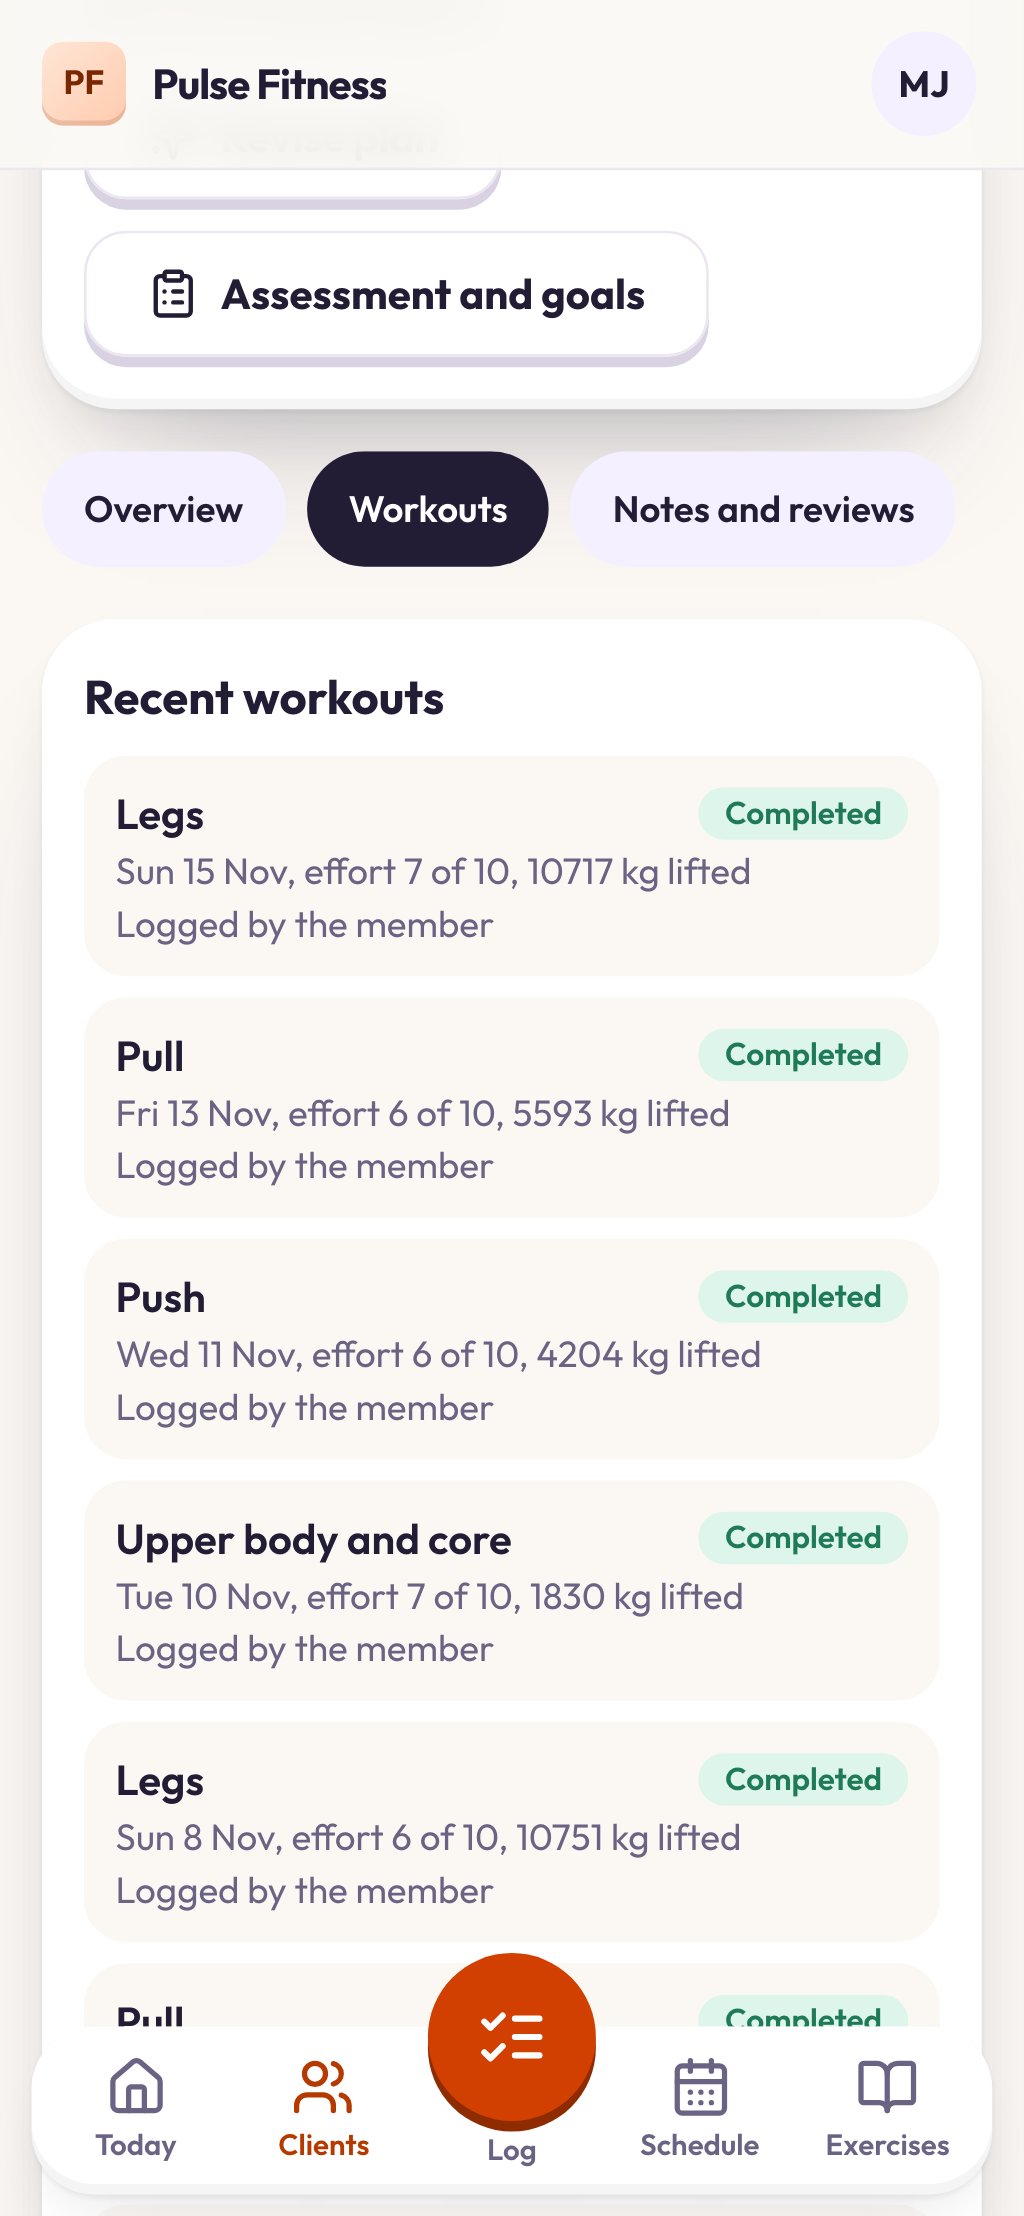 PF
Pulse Fitness
MJ
Revise plan
Assessment and goals
Overview
Workouts
Notes and reviews
Recent workouts
Legs
Completed
Sun 15 Nov, effort 7 of 10, 10717 kg lifted
Logged by the member
Pull
Completed
Fri 13 Nov, effort 6 of 10, 5593 kg lifted
Logged by the member
Push
Completed
Wed 11 Nov, effort 6 of 10, 4204 kg lifted
Logged by the member
Upper body and core
Completed
Tue 10 Nov, effort 7 of 10, 1830 kg lifted
Logged by the member
Legs
Completed
Sun 8 Nov, effort 6 of 10, 10751 kg lifted
Logged by the member
Pull
Completed
Today
Clients
Log
Schedule
Exercises